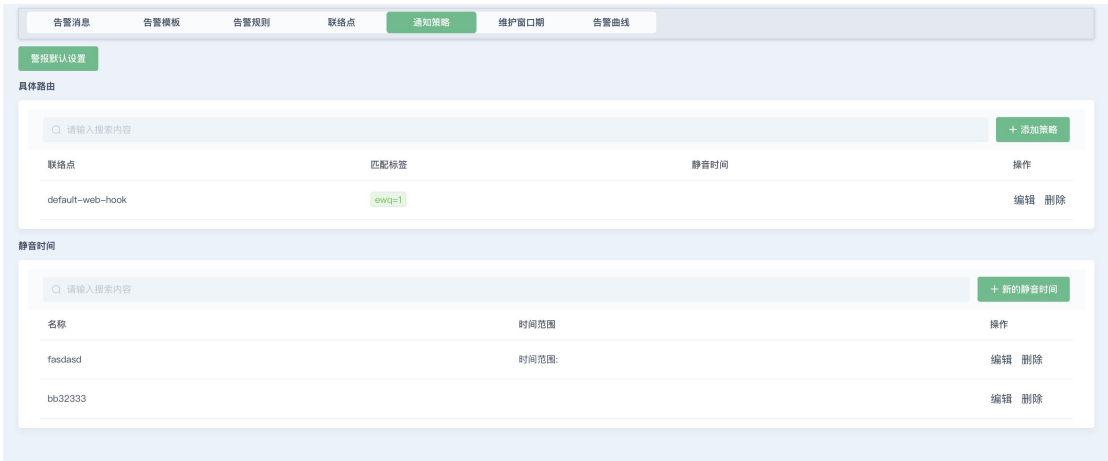 告警消息 告警模板 告警规则 联络点 通知策略 维护窗口期 告警曲线
警报默认设置
具体路由
请输入搜索内容 + 添加策略
联络点 匹配标签 静音时间 操作
default-web-hook ewq=1 编辑 删除
静音时间
请输入搜索内容 + 新的静音时间
名称 时间范围 操作
fasdasd 时间范围: 编辑 删除
bb32333 编辑 删除